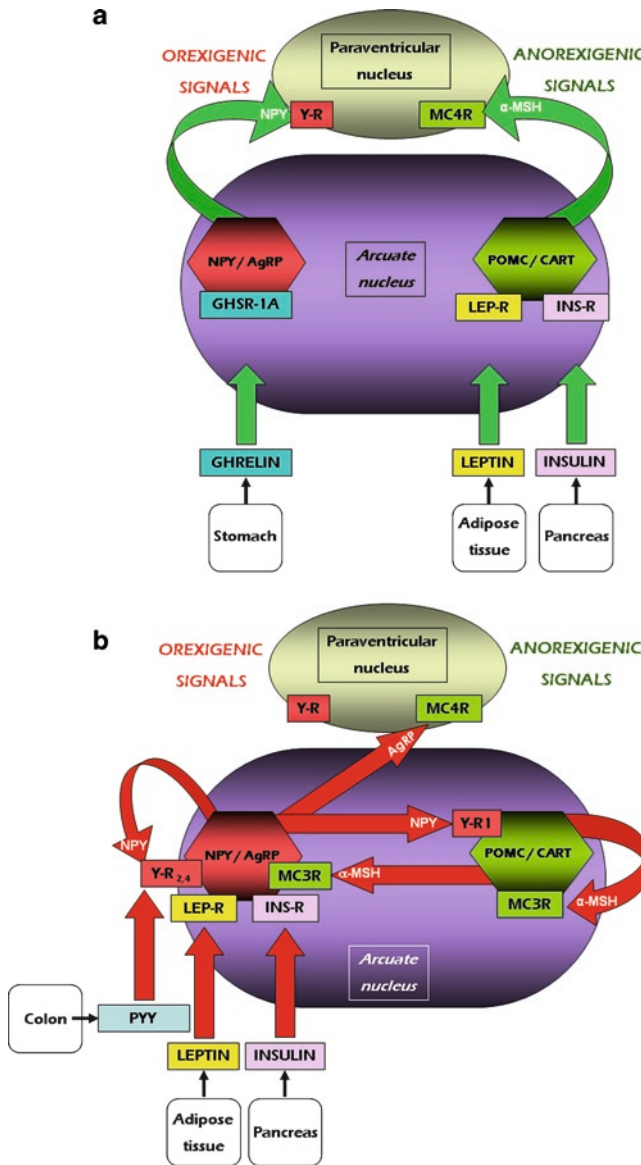 a
OREXIGENIC
SIGNALS
Paraventricular
nucleus
ANOREXIGENIC
SIGNALS
NPY
Y-R
MC4R
α-MSH
NPY/AgRP
GHSR-1A
Arcuate
nucleus
POMC/CART
LEP-R
INS-R
GHRELIN
LEPTIN
INSULIN
Stomach
Adipose
tissue
Pancreas
b
OREXIGENIC
SIGNALS
Paraventricular
nucleus
ANOREXIGENIC
SIGNALS
Y-R
MC4R
AgRP
NPY
NPY/AgRP
NPY
Y-R1
POMC/CART
Y-R2,4
MC3R
α-MSH
α-MSH
LEP-R
INS-R
MC3R
Arcuate
nucleus
Colon
PYY
LEPTIN
INSULIN
Adipose
tissue
Pancreas